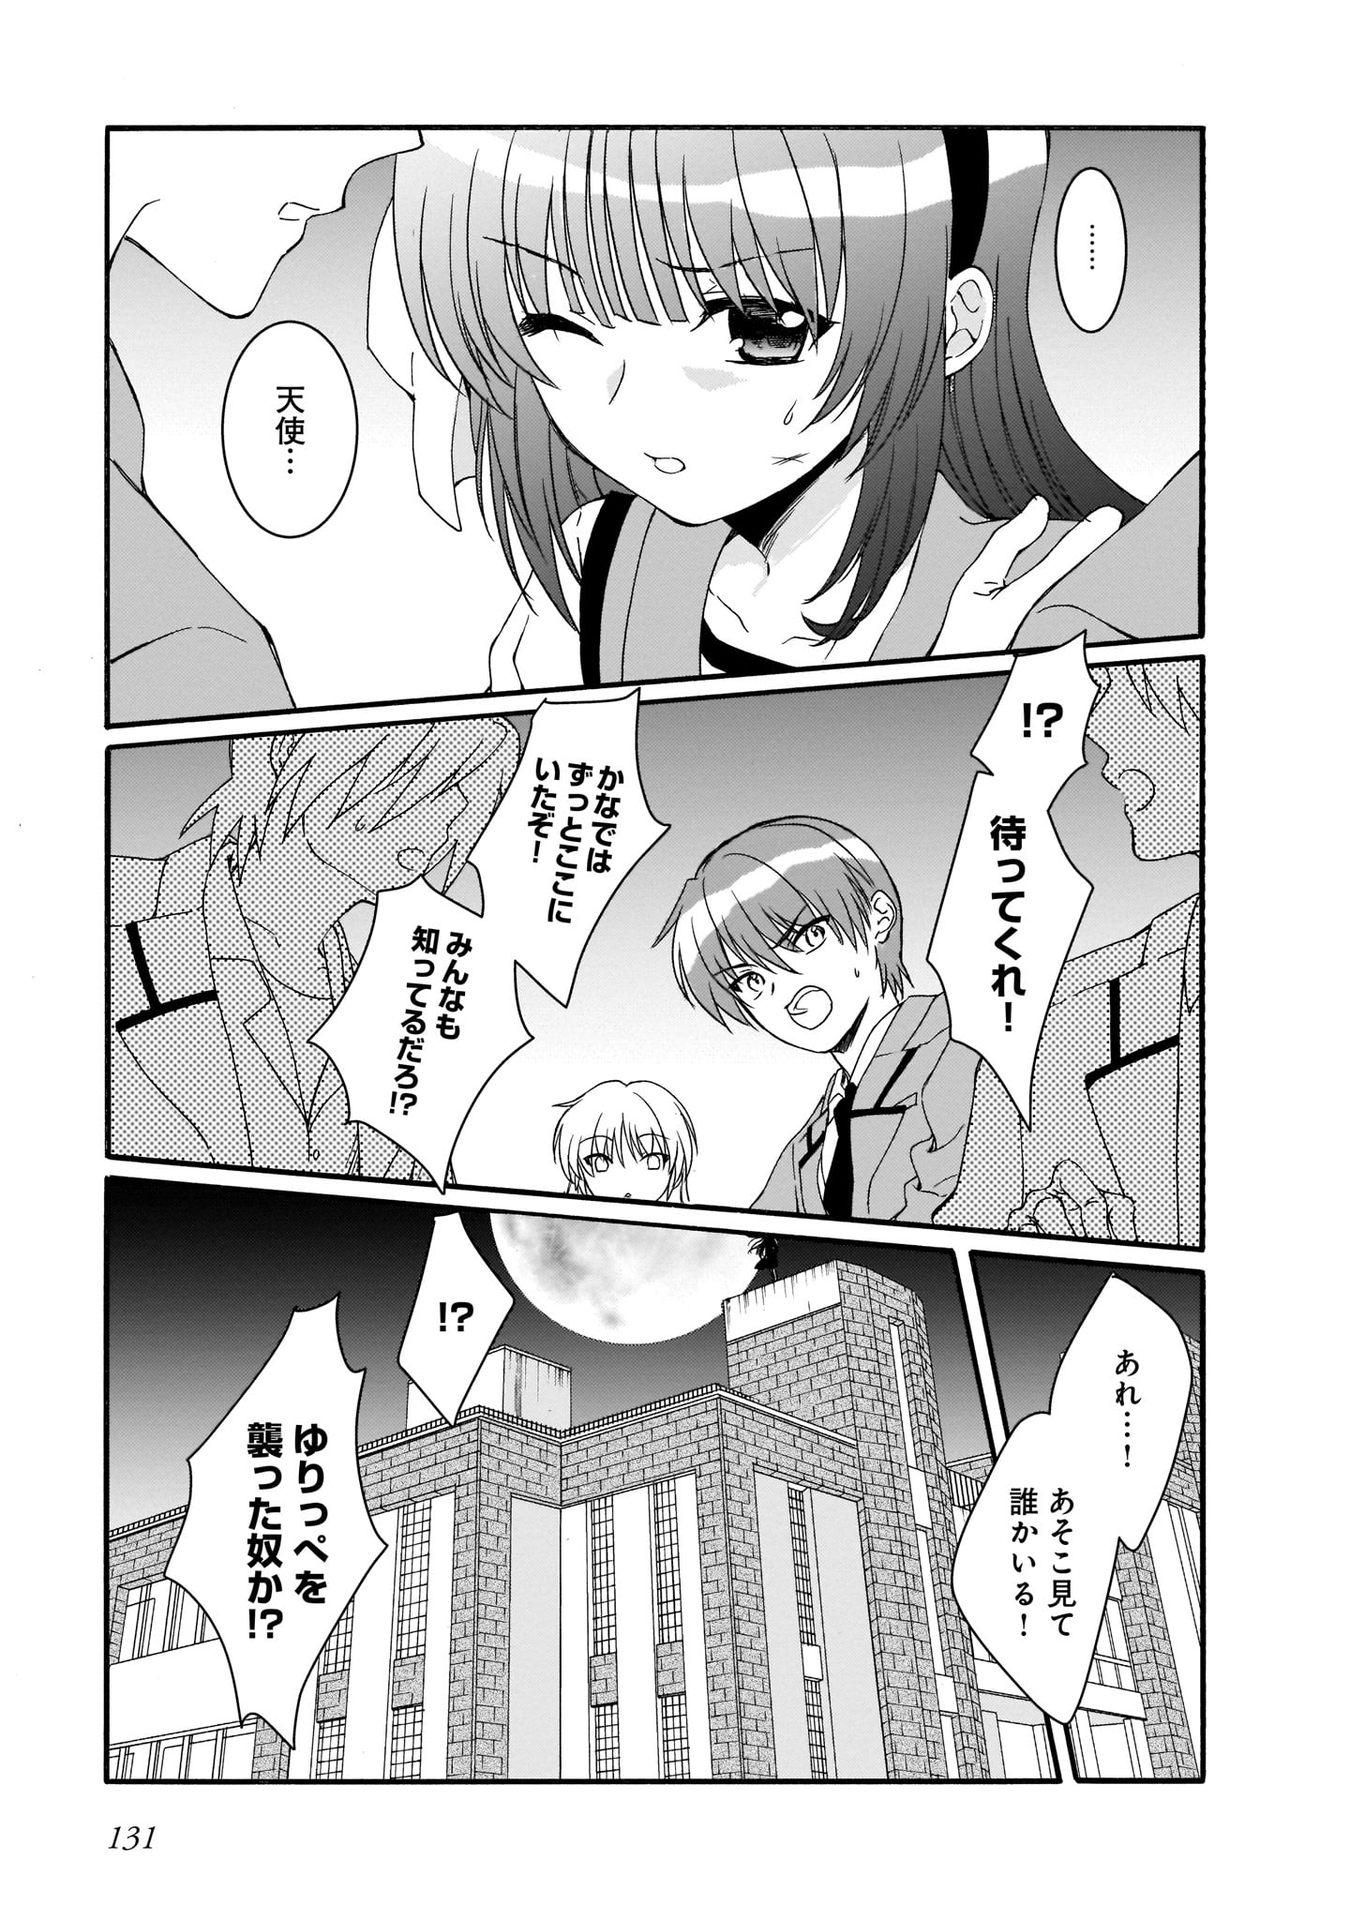 ……
天使…
!?
待ってくれ！
かなでは
ずっとここに
いたぞ！
みんなも
知ってるだろ!?
あれ…！
あそこ見て
誰かいる！
!?
ゆりっぺを
襲った奴か!?
131